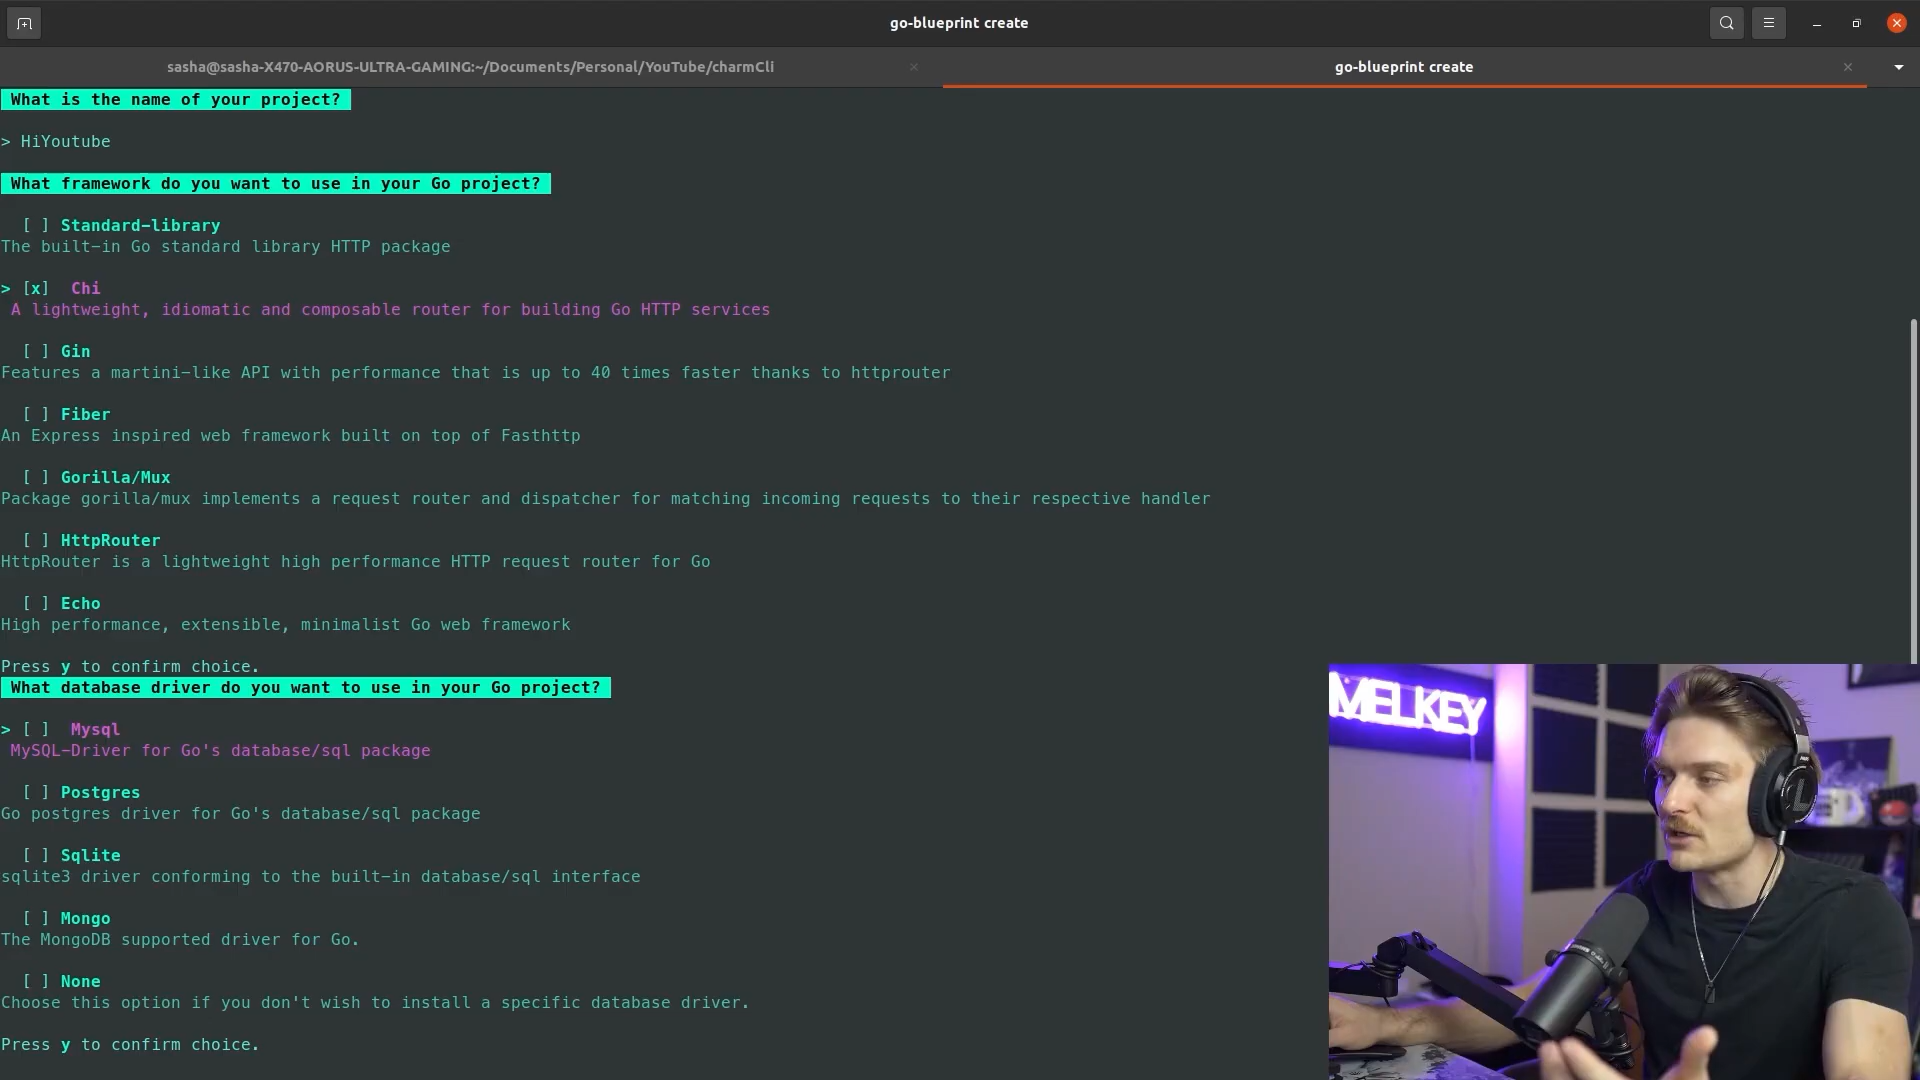 go-blueprint create
sasha@sasha-X470-AORUS-ULTRA-GAMING:~/Documents/Personal/YouTube/charmCli
go-blueprint create
What is the name of your project?
> HiYoutube
What framework do you want to use in your Go project?
[ ] Standard-library
The built-in Go standard library HTTP package
> [x] Chi
A lightweight, idiomatic and composable router for building Go HTTP services
[ ] Gin
Features a martini-like API with performance that is up to 40 times faster thanks to httprouter
[ ] Fiber
An Express inspired web framework built on top of Fasthttp
[ ] Gorilla/Mux
Package gorilla/mux implements a request router and dispatcher for matching incoming requests to their respective handler
[ ] HttpRouter
HttpRouter is a lightweight high performance HTTP request router for Go
[ ] Echo
High performance, extensible, minimalist Go web framework
Press y to confirm choice.
What database driver do you want to use in your Go project?
> [ ] Mysql
MySQL-Driver for Go's database/sql package
[ ] Postgres
Go postgres driver for Go's database/sql package
[ ] Sqlite
sqlite3 driver conforming to the built-in database/sql interface
[ ] Mongo
The MongoDB supported driver for Go.
[ ] None
Choose this option if you don't wish to install a specific database driver.
Press y to confirm choice.
MELKEY